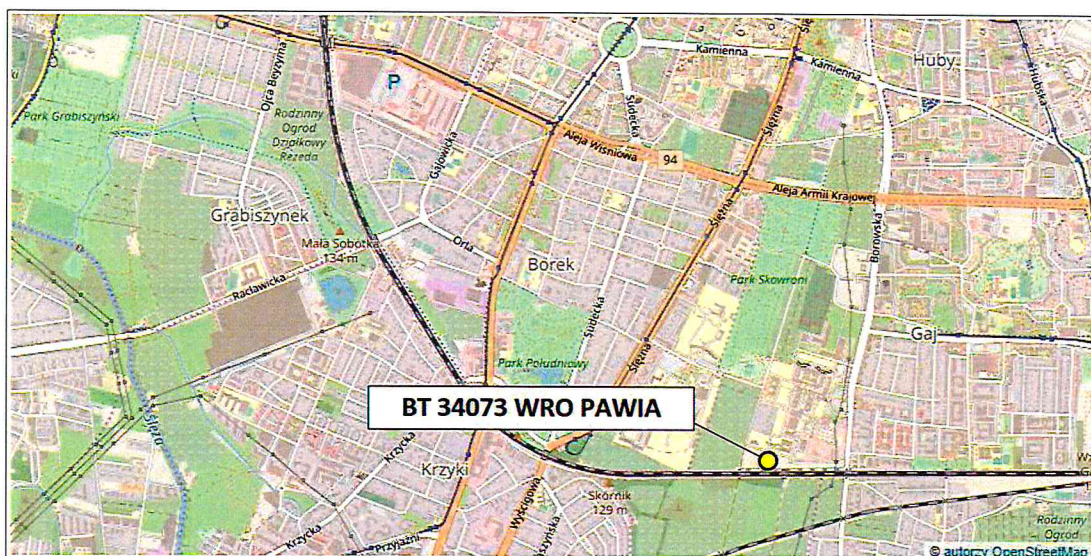 Kamienna
Kamienna
Huby
Hubska
Ślężna
Ojca Beyzyma
P
Park Grabiszyński
Rodzinny
Ogród
Działkowy
Rezeda
Sudecka
Gajowicka
Aleja Wiśniowa
94
Ślężna
Aleja Armii Krajowej
Grabiszynek
Mała Sobótka
134 m
Orla
Borek
Ślężna
Borowska
Racławicka
Sudecka
Park Skowroni
Gaj
Ślężna
Park Południowy
BT 34073 WRO PAWIA
Ślęza
Krzycka
Krzyki
Wyścigowa
Skórnik
129 m
Krzycka
Przyjaźni
Rodzinny
Ogród
© autorzy OpenStreetMap